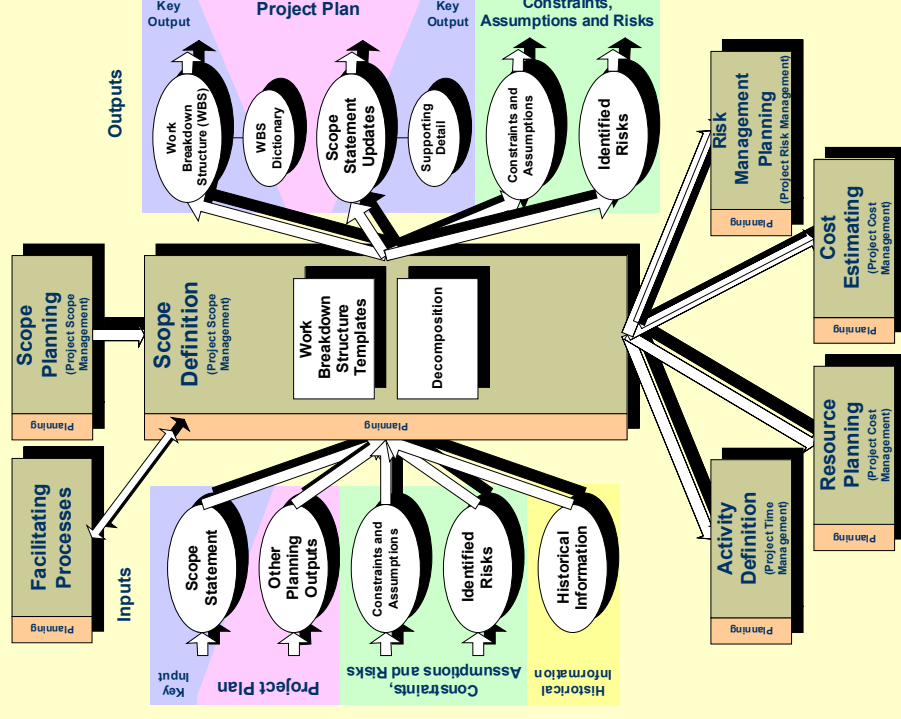 Key
Output
Project Plan
Key
Output
Constraints,
Assumptions and Risks
Outputs
Work
Breakdown
Structure (WBS)
WBS
Dictionary
Scope
Statement
Updates
Supporting
Detail
Constraints and
Assumptions
Identified
Risks
Scope
Planning
(Project Scope
Management)
Planning
Scope
Definition
(Project Scope
Management)
Work
Breakdown
Structure
Templates
Decomposition
Planning
Risk
Management
Planning
(Project Risk Management)
Planning
Cost
Estimating
(Project Cost
Management)
Planning
Facilitating
Processes
Planning
Inputs
Scope
Statement
Other
Planning
Outputs
Constraints and
Assumptions
Identified
Risks
Historical
Information
Key
Input
Project Plan
Constraints,
Assumptions and Risks
Historical
Information
Activity
Definition
(Project Time
Management)
Planning
Resource
Planning
(Project Cost
Management)
Planning